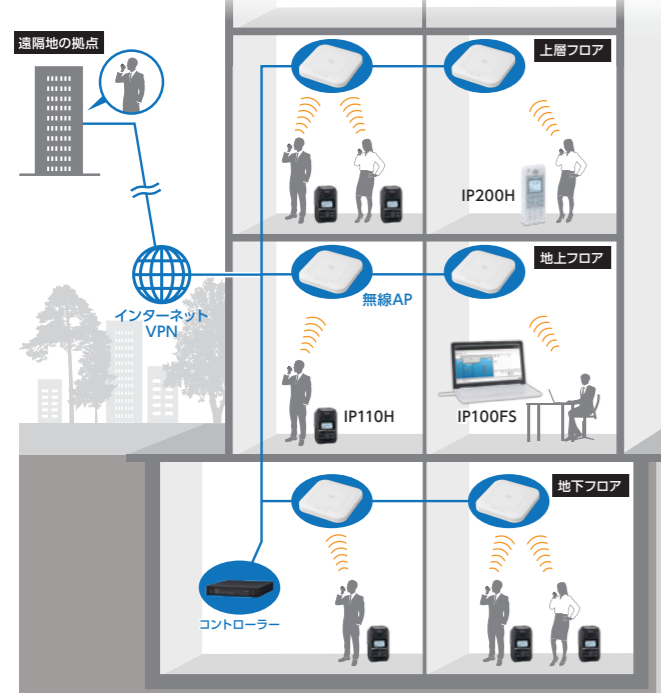 遠隔地の拠点
上層フロア
IP200H
地上フロア
無線AP
インターネット
VPN
IP110H
IP100FS
地下フロア
コントローラー